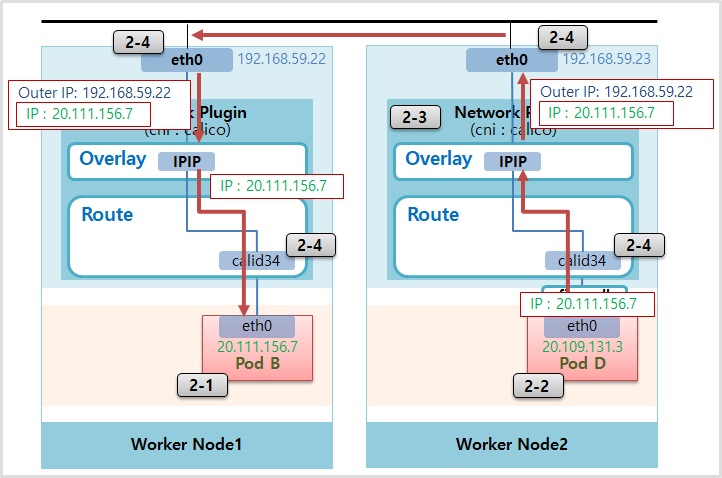 2-4
eth0
192.168.59.22
Outer IP: 192.168.59.22
IP : 20.111.156.7
Plugin
(cni : calico)
Overlay
IPIP
IP : 20.111.156.7
Route
2-4
calid34
eth0
20.111.156.7
Pod B
2-1
Worker Node1
2-4
eth0
192.168.59.23
Outer IP: 192.168.59.22
IP : 20.111.156.7
2-3
Network
(cni : calico)
Overlay
IPIP
Route
2-4
calid34
IP : 20.111.156.7
eth0
20.109.131.3
Pod D
2-2
Worker Node2